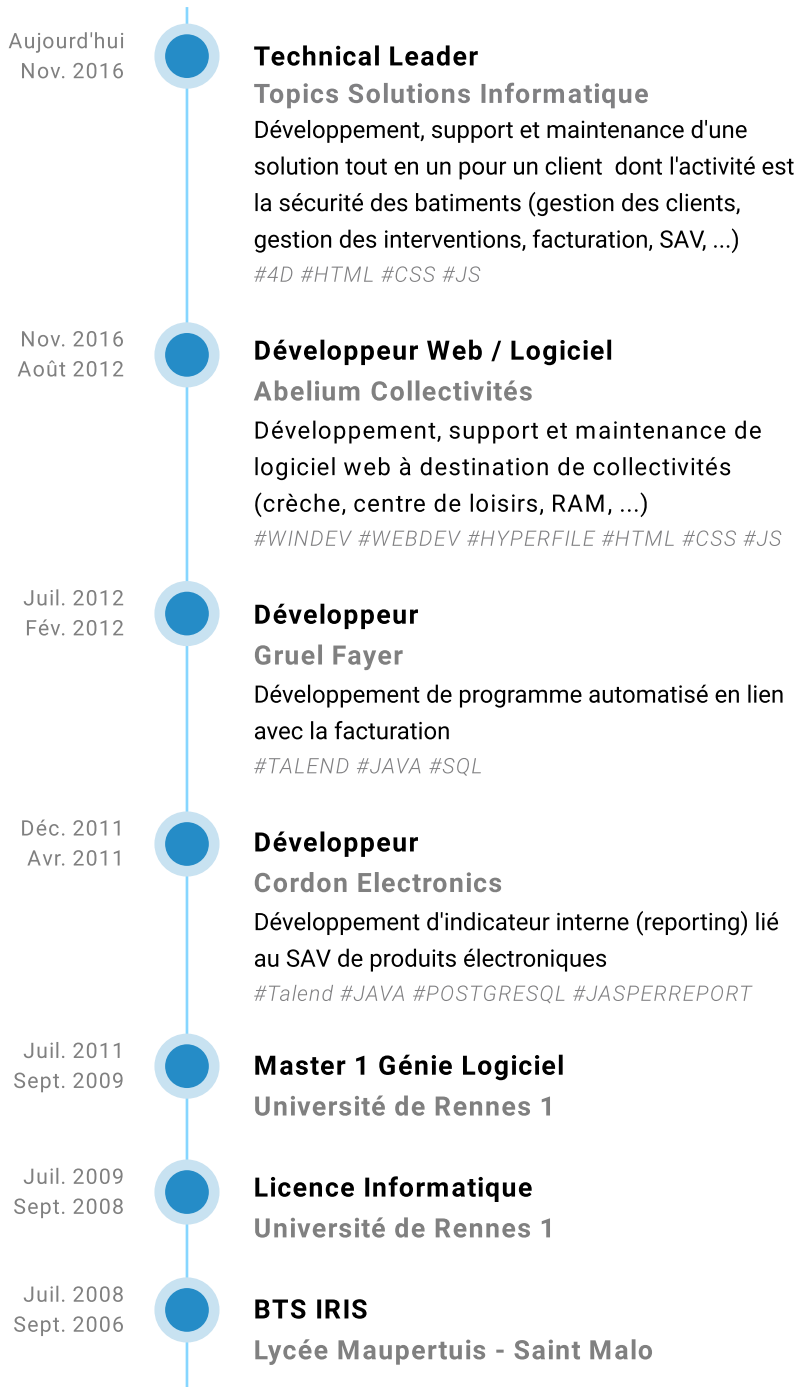 Aujourd'hui
Nov. 2016
Technical Leader
Topics Solutions Informatique
Développement, support et maintenance d'une
solution tout en un pour un client  dont l'activité est
la sécurité des batiments (gestion des clients,
gestion des interventions, facturation, SAV, ...)
#4D #HTML #CSS #JS
Nov. 2016
Août 2012
Développeur Web / Logiciel
Abelium Collectivités
Développement, support et maintenance de
logiciel web à destination de collectivités
(crèche, centre de loisirs, RAM, ...)
#WINDEV #WEBDEV #HYPERFILE #HTML #CSS #JS
Juil. 2012
Fév. 2012
Développeur
Gruel Fayer
Développement de programme automatisé en lien
avec la facturation
#TALEND #JAVA #SQL
Déc. 2011
Avr. 2011
Développeur
Cordon Electronics
Développement d'indicateur interne (reporting) lié
au SAV de produits électroniques
#Talend #JAVA #POSTGRESQL #JASPERREPORT
Juil. 2011
Sept. 2009
Master 1 Génie Logiciel
Université de Rennes 1
Juil. 2009
Sept. 2008
Licence Informatique
Université de Rennes 1
Juil. 2008
Sept. 2006
BTS IRIS
Lycée Maupertuis - Saint Malo